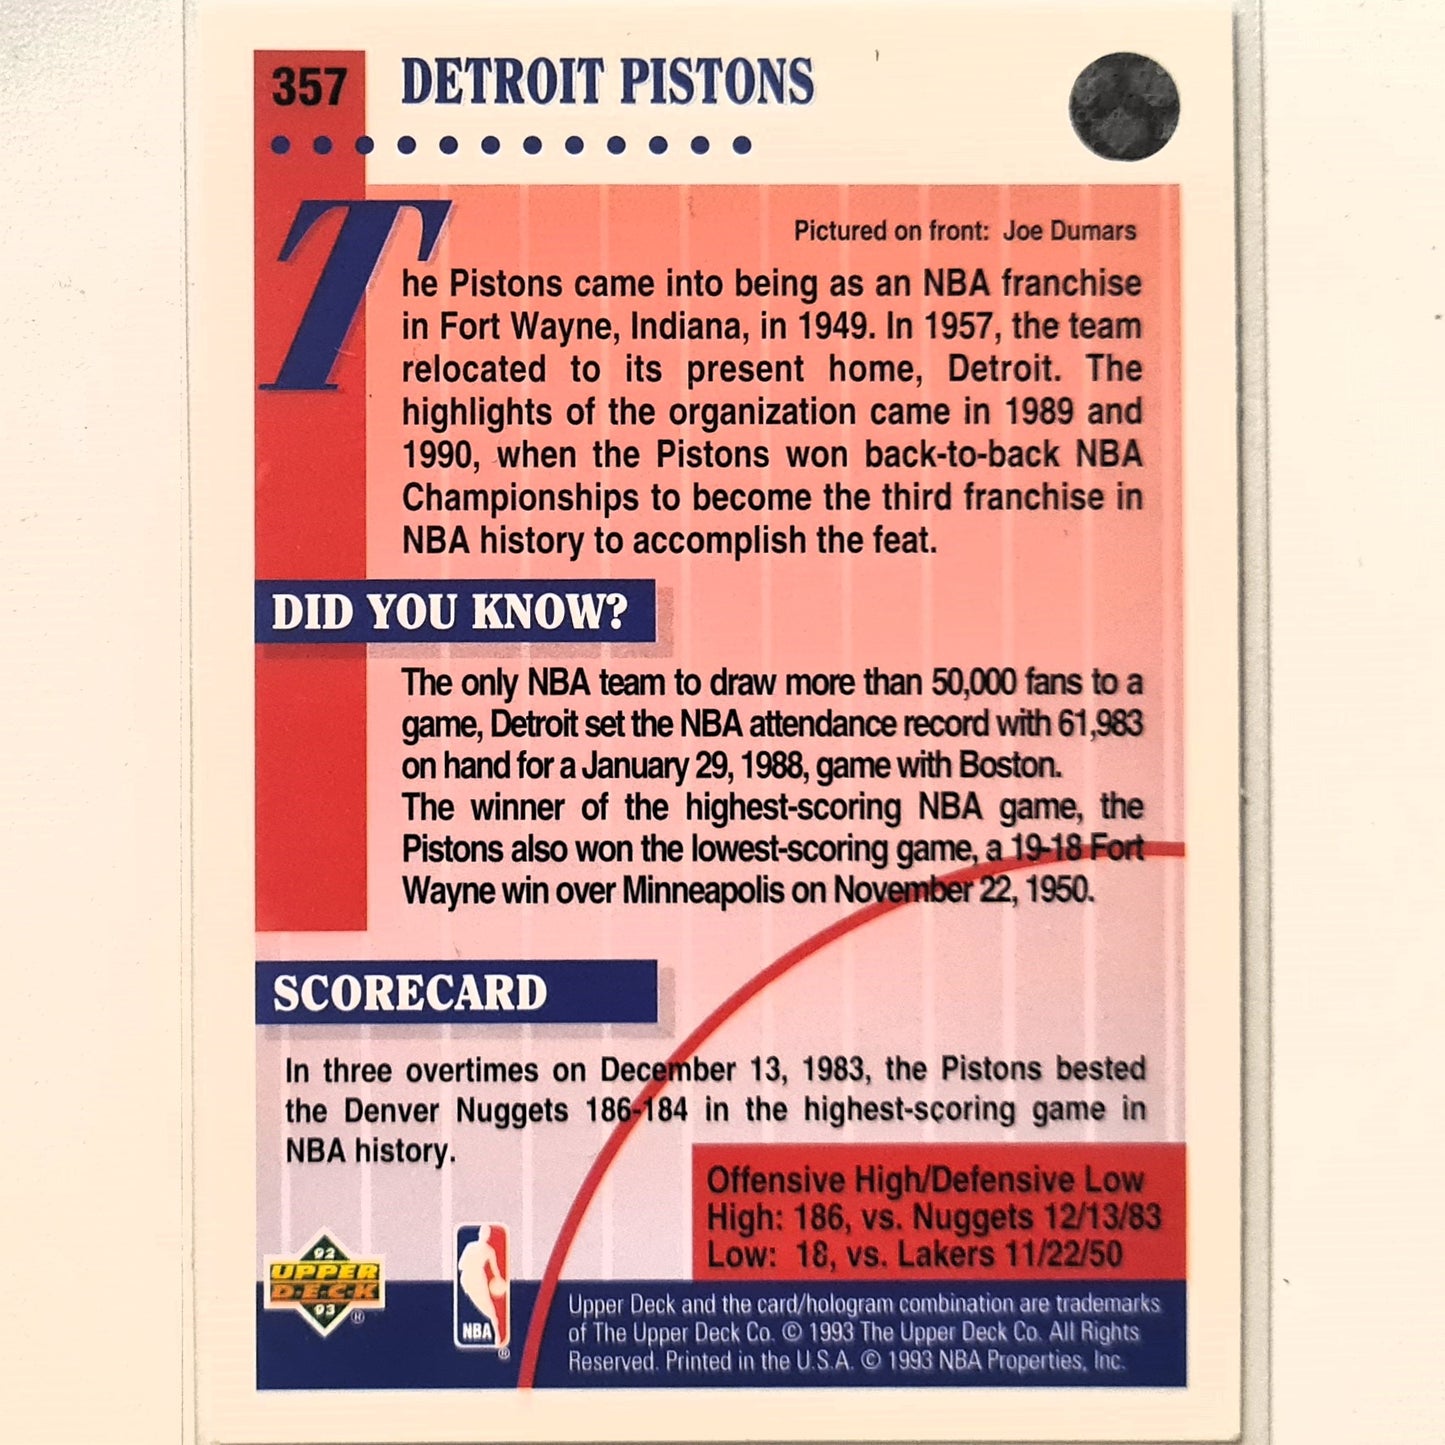 357 DETROIT PISTONS
Pictured on front: Joe Dumars
The Pistons came into being as an NBA franchise
in Fort Wayne, Indiana, in 1949. In 1957, the team
relocated to its present home, Detroit. The
highlights of the organization came in 1989 and
1990, when the Pistons won back-to-back NBA
Championships to become the third franchise in
NBA history to accomplish the feat.
DID YOU KNOW?
The only NBA team to draw more than 50,000 fans to a
game, Detroit set the NBA attendance record with 61,983
on hand for a January 29, 1988, game with Boston.
The winner of the highest-scoring NBA game, the
Pistons also won the lowest-scoring game, a 19-18 Fort
Wayne win over Minneapolis on November 22, 1950.
SCORECARD
In three overtimes on December 13, 1983, the Pistons bested
the Denver Nuggets 186-184 in the highest-scoring game in
NBA history.
Offensive High/Defensive Low
High: 186, vs. Nuggets 12/13/83
Low: 18, vs. Lakers 11/22/50
92
UPPER
D·E·C·K
93 ®
NBA ®
Upper Deck and the card/hologram combination are trademarks
of The Upper Deck Co. © 1993 The Upper Deck Co. All Rights
Reserved. Printed in the U.S.A. © 1993 NBA Properties, Inc.